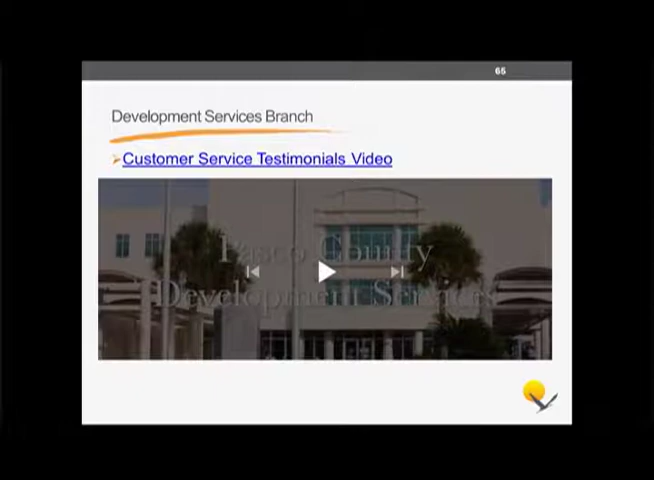 65
Development Services Branch
Customer Service Testimonials Video
Pasco County
Development Services